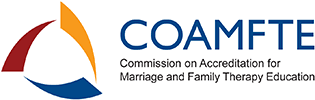 COAMFTE
Commission on Accreditation for
Marriage and Family Therapy Education